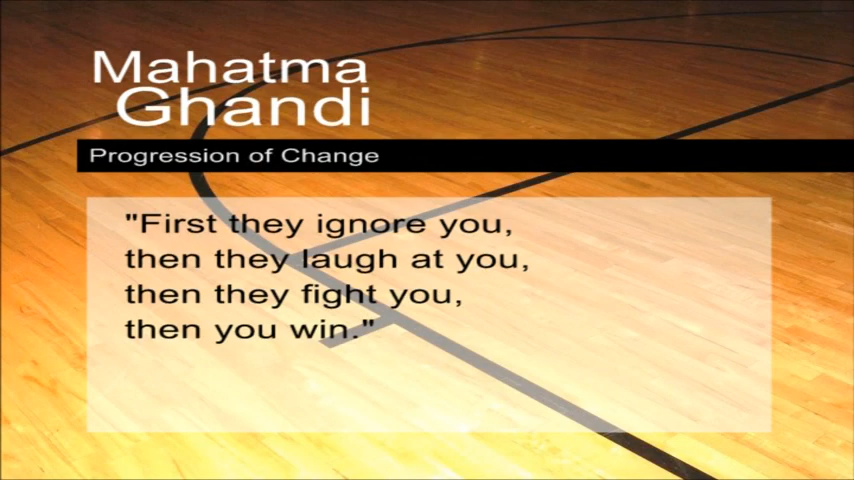 Mahatma
Ghandi
Progression of Change
"First they ignore you,
then they laugh at you,
then they fight you,
then you win."